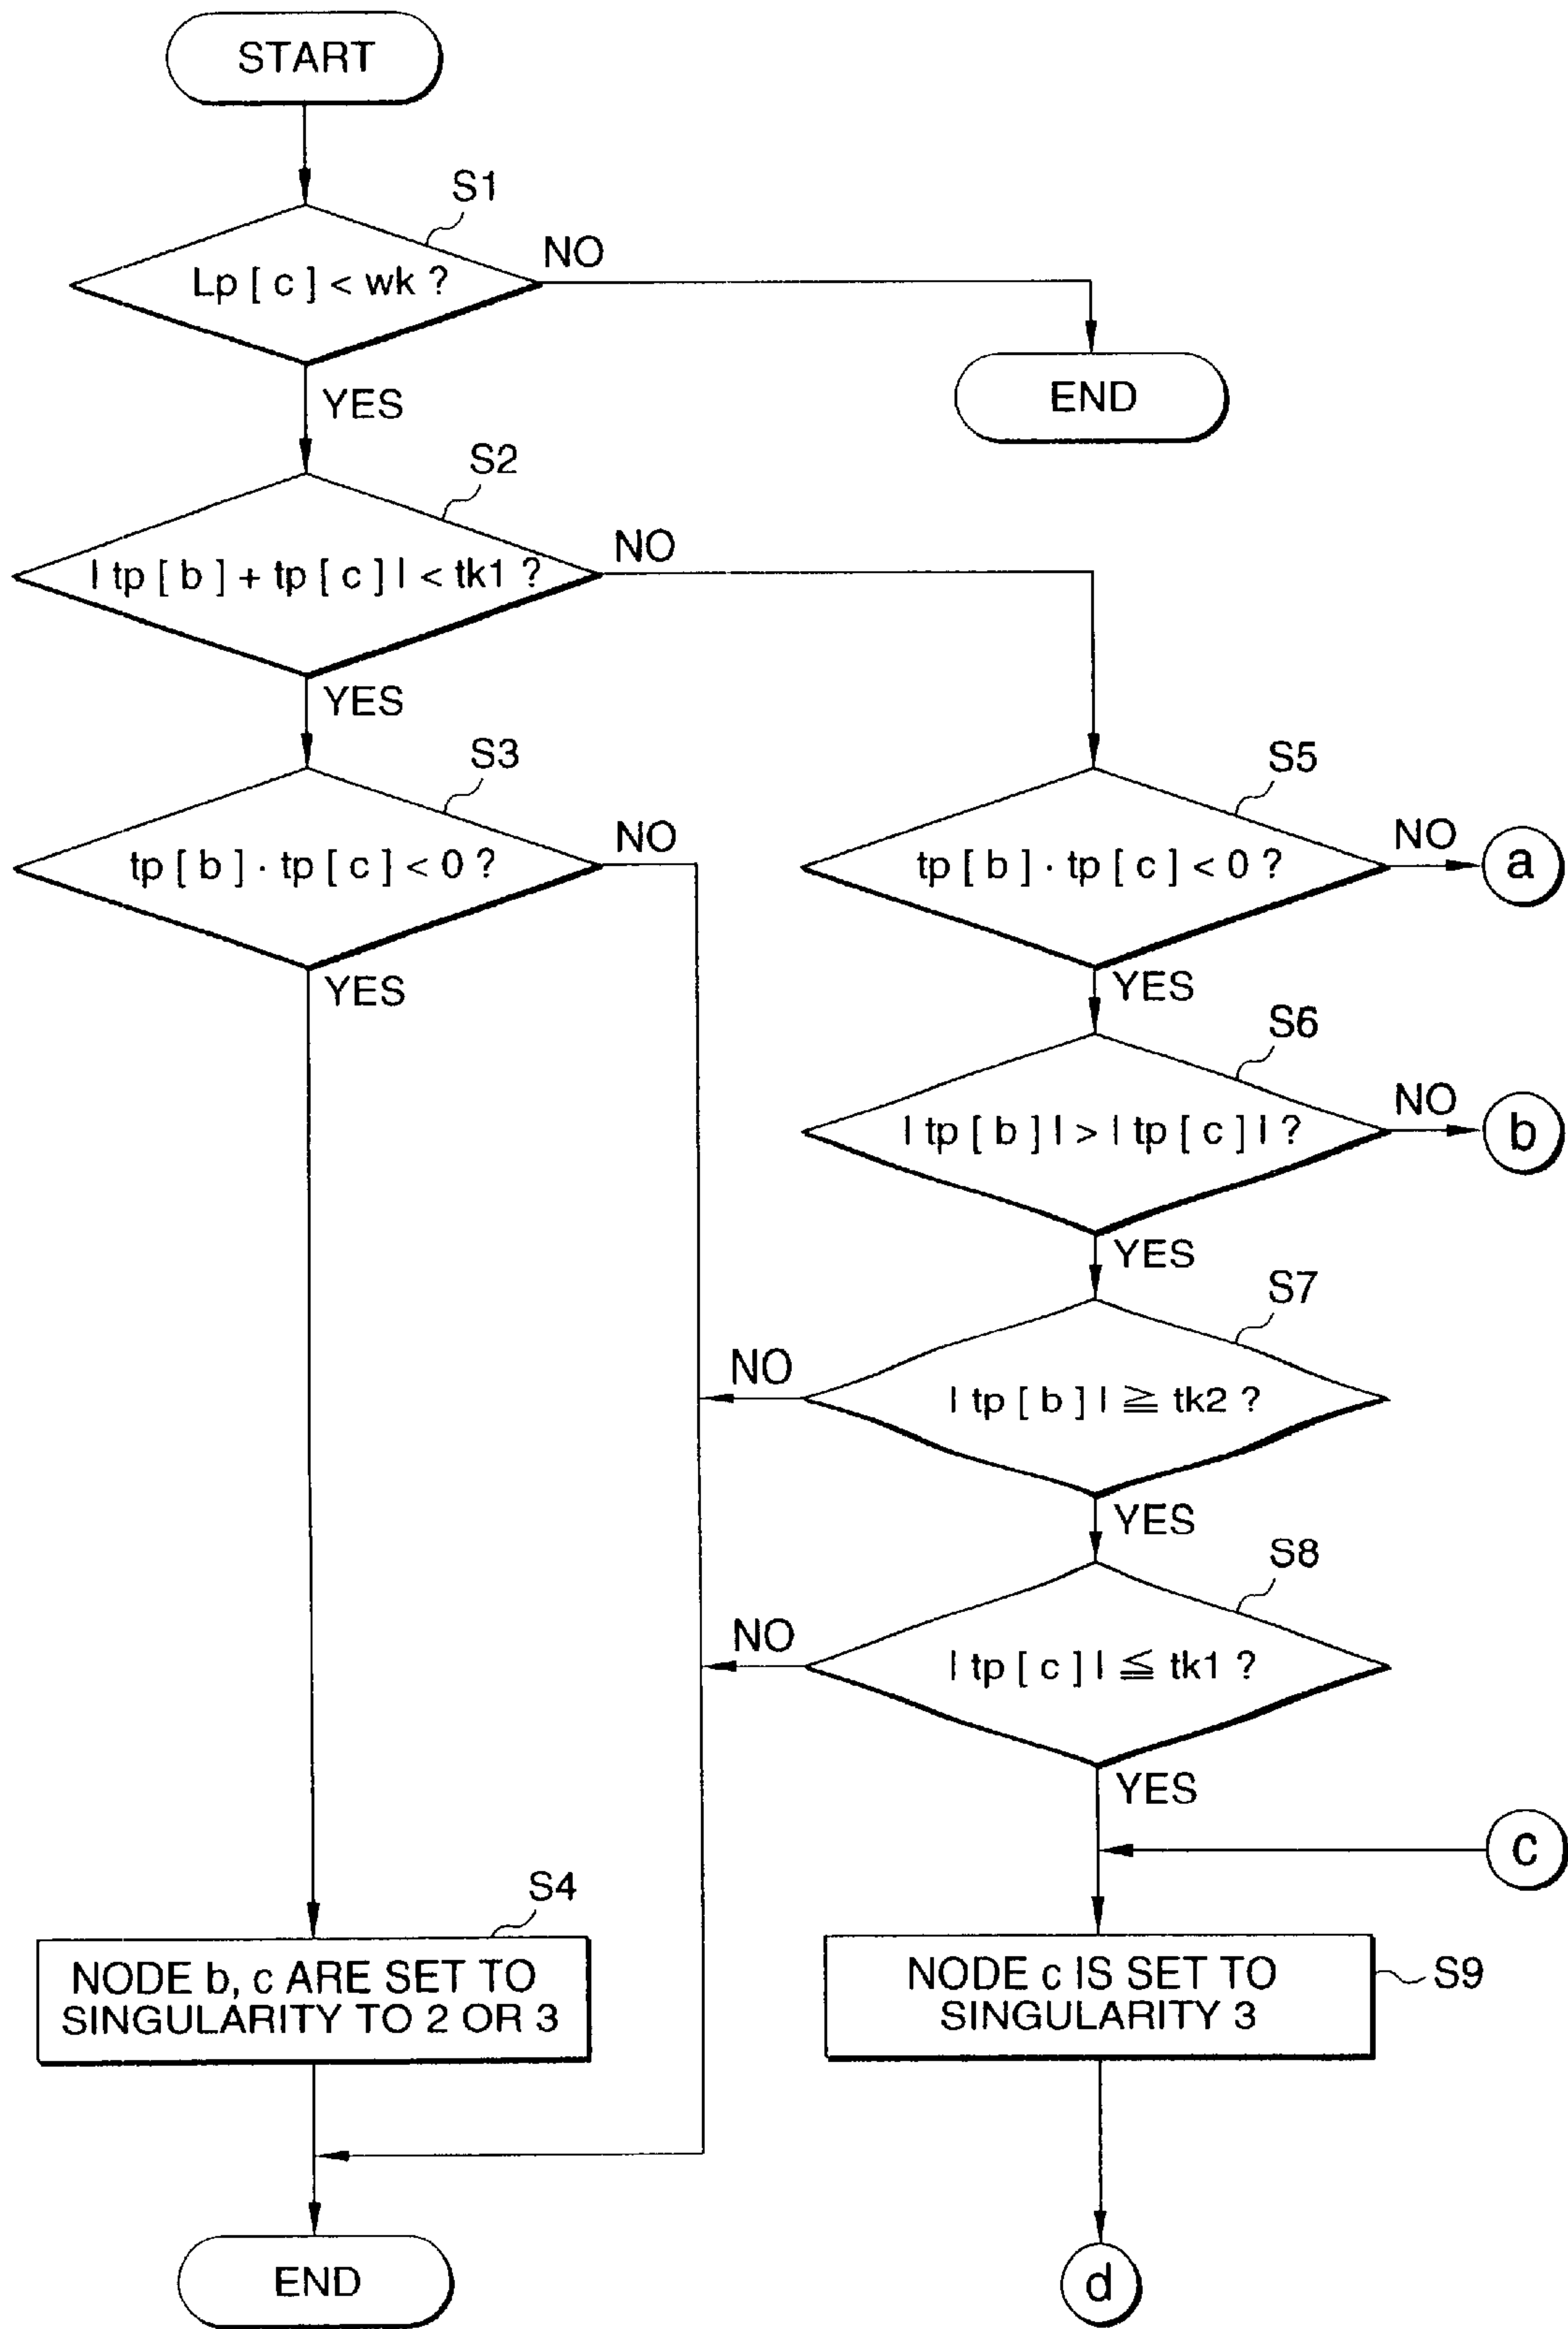 START
S1
Lp [ c ] < wk ?
NO
END
YES
S2
| tp [ b ] + tp [ c ] | < tk1 ?
NO
YES
S3
tp [ b ] · tp [ c ] < 0 ?
NO
YES
S5
tp [ b ] · tp [ c ] < 0 ?
NO
a
YES
S6
| tp [ b ] | > | tp [ c ] | ?
NO
b
YES
S7
| tp [ b ] | ≧ tk2 ?
NO
YES
S8
| tp [ c ] | ≦ tk1 ?
NO
YES
c
S4
NODE b, c ARE SET TO
SINGULARITY TO 2 OR 3
NODE c IS SET TO
SINGULARITY 3
S9
END
d